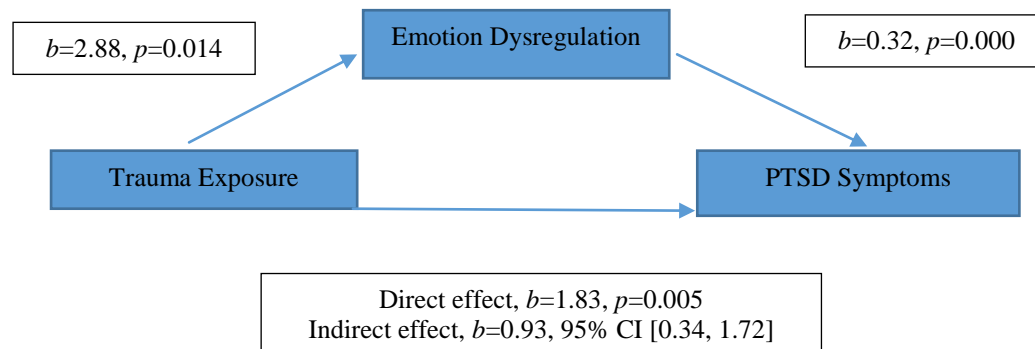 Emotion Dysregulation
b=2.88, p=0.014
b=0.32, p=0.000
Trauma Exposure
PTSD Symptoms
Direct effect, b=1.83, p=0.005
Indirect effect, b=0.93, 95% CI [0.34, 1.72]